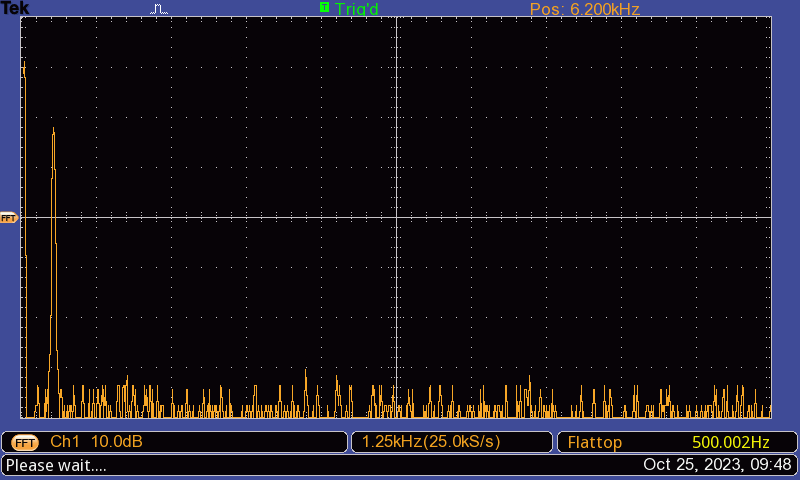 Tek T Trig'd Pos: 6.200kHz
FFT
FFT Ch1 10.0dB 1.25kHz(25.0kS/s) Flattop 500.002Hz
Please wait.... Oct 25, 2023, 09:48